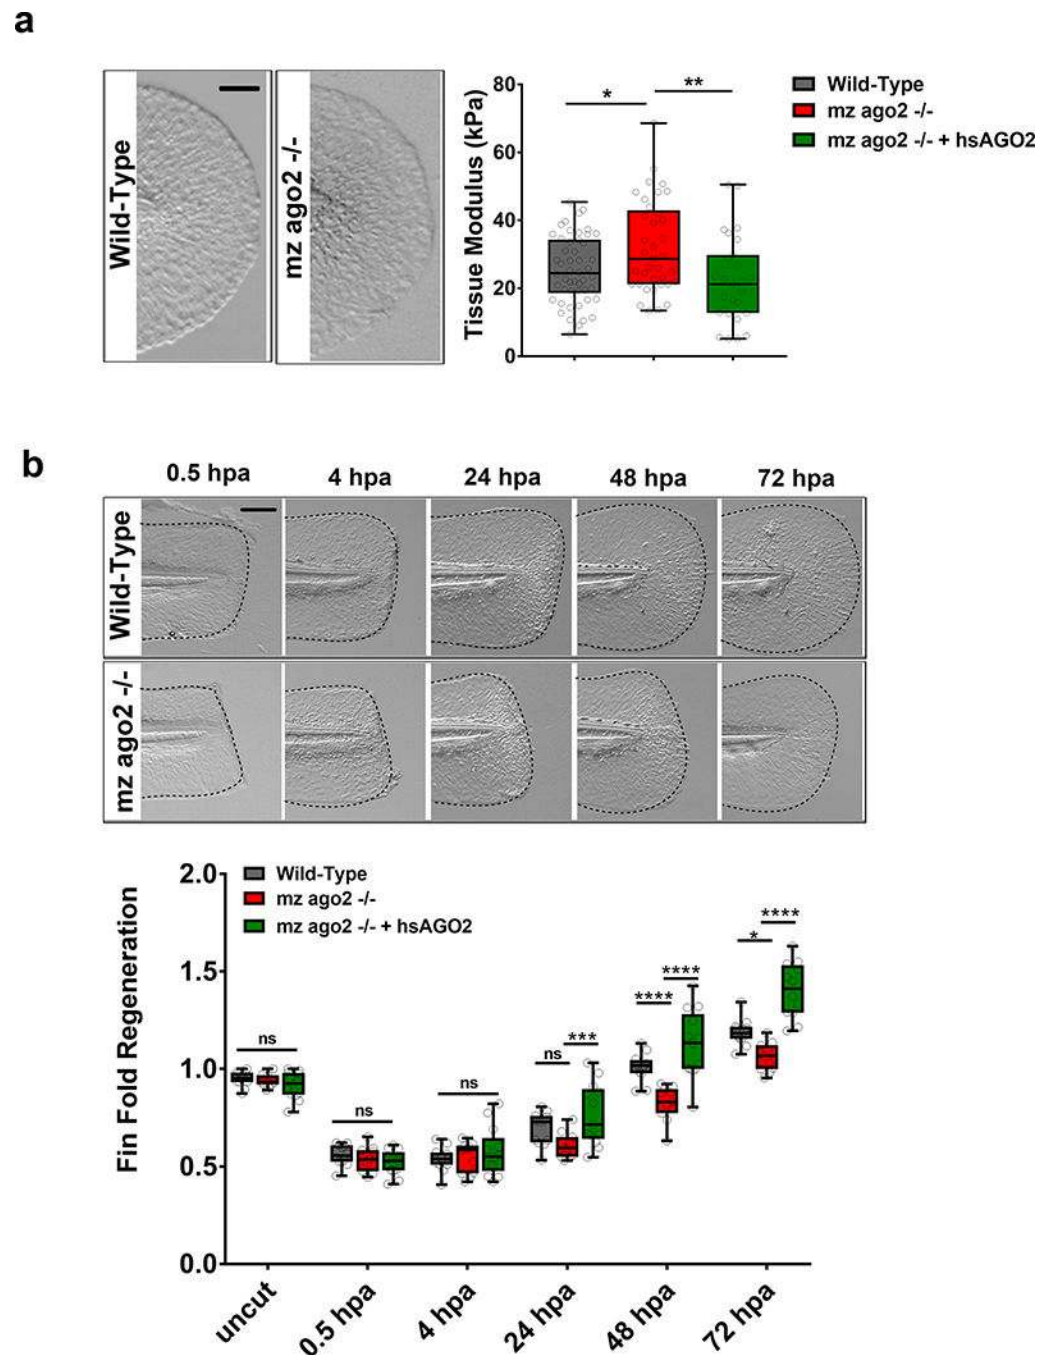 a
Wild-Type
mz ago2 -/-
Tissue Modulus (kPa)
80
60
40
20
0
*
**
Wild-Type
mz ago2 -/-
mz ago2 -/- + hsAGO2
b
0.5 hpa
4 hpa
24 hpa
48 hpa
72 hpa
Wild-Type
mz ago2 -/-
Fin Fold Regeneration
2.0
1.5
1.0
0.5
0.0
Wild-Type
mz ago2 -/-
mz ago2 -/- + hsAGO2
ns
ns
ns
ns
***
****
****
*
****
uncut
0.5 hpa
4 hpa
24 hpa
48 hpa
72 hpa